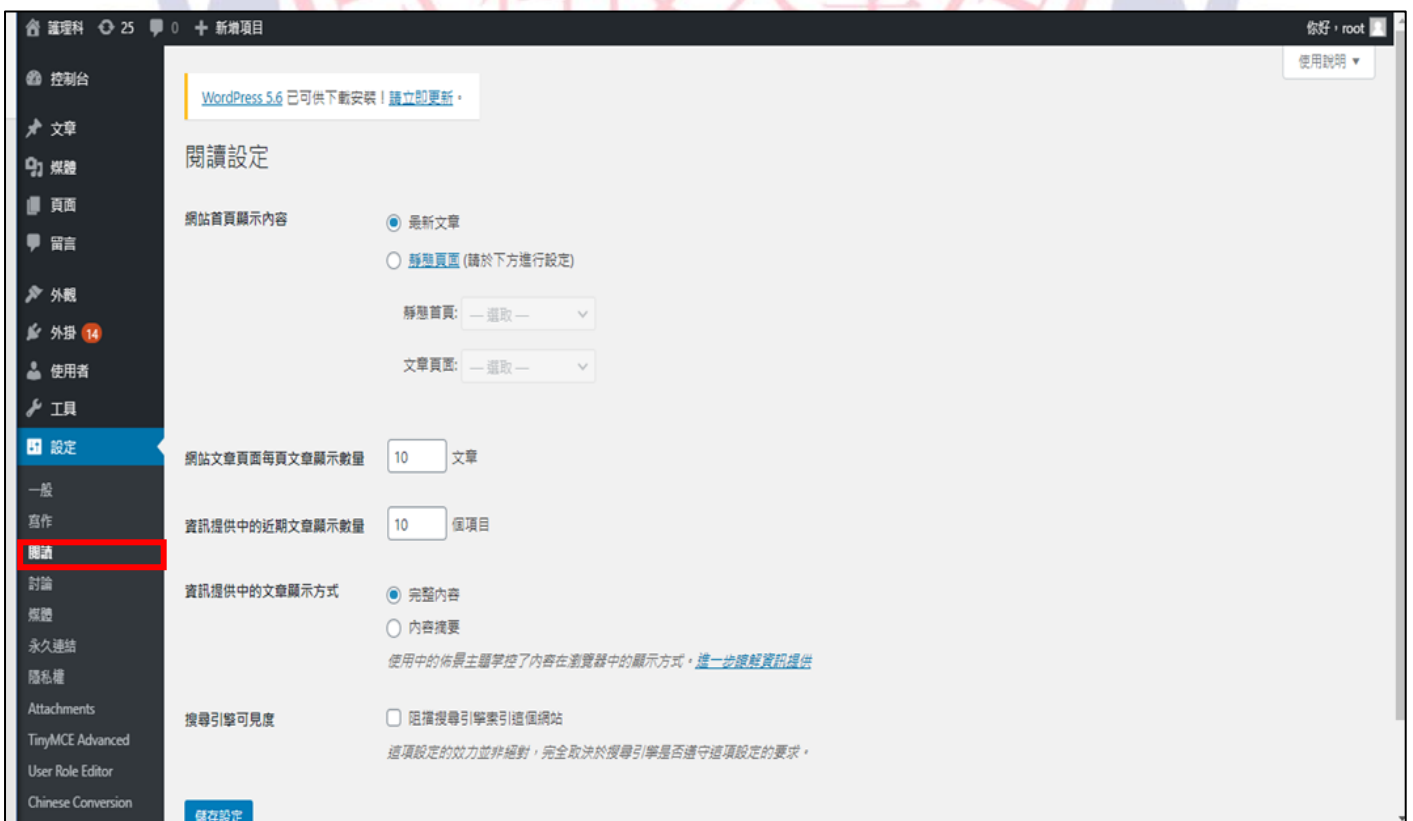 護理科 25 0 新增項目
你好，root
使用說明 ▼
控制台
文章
媒體
頁面
留言
外觀
外掛 14
使用者
工具
設定
一般
寫作
閱讀
討論
媒體
永久連結
隱私權
Attachments
TinyMCE Advanced
User Role Editor
Chinese Conversion
WordPress 5.6 已可供下載安裝！請立即更新。
閱讀設定
網站首頁顯示內容
最新文章
靜態頁面 (請於下方進行設定)
靜態首頁: — 選取 —
文章頁面: — 選取 —
網站文章頁面每頁文章顯示數量 10 文章
資訊提供中的近期文章顯示數量 10 個項目
資訊提供中的文章顯示方式
完整內容
內容摘要
使用中的佈景主題掌控了內容在瀏覽器中的顯示方式。進一步瞭解資訊提供
搜尋引擎可見度
阻擋搜尋引擎索引這個網站
這項設定的效力並非絕對，完全取決於搜尋引擎是否遵守這項設定的要求。
儲存設定